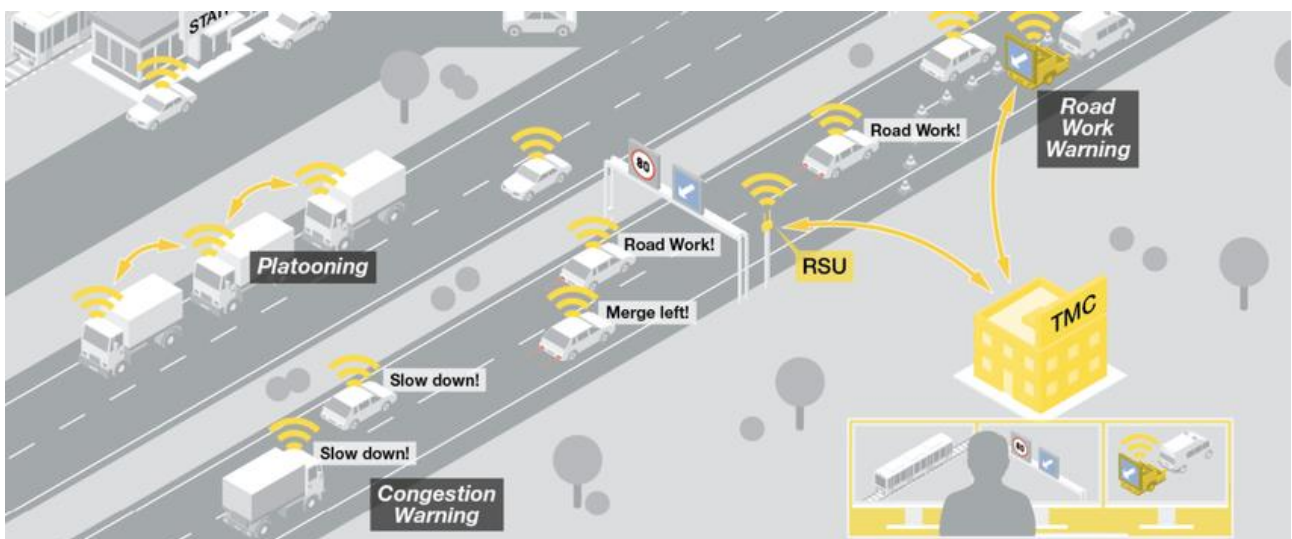 80
Road Work!
Road
Work
Warning
Road Work!
RSU
Platooning
Merge left!
TMC
Slow down!
Slow down!
Congestion
Warning
80